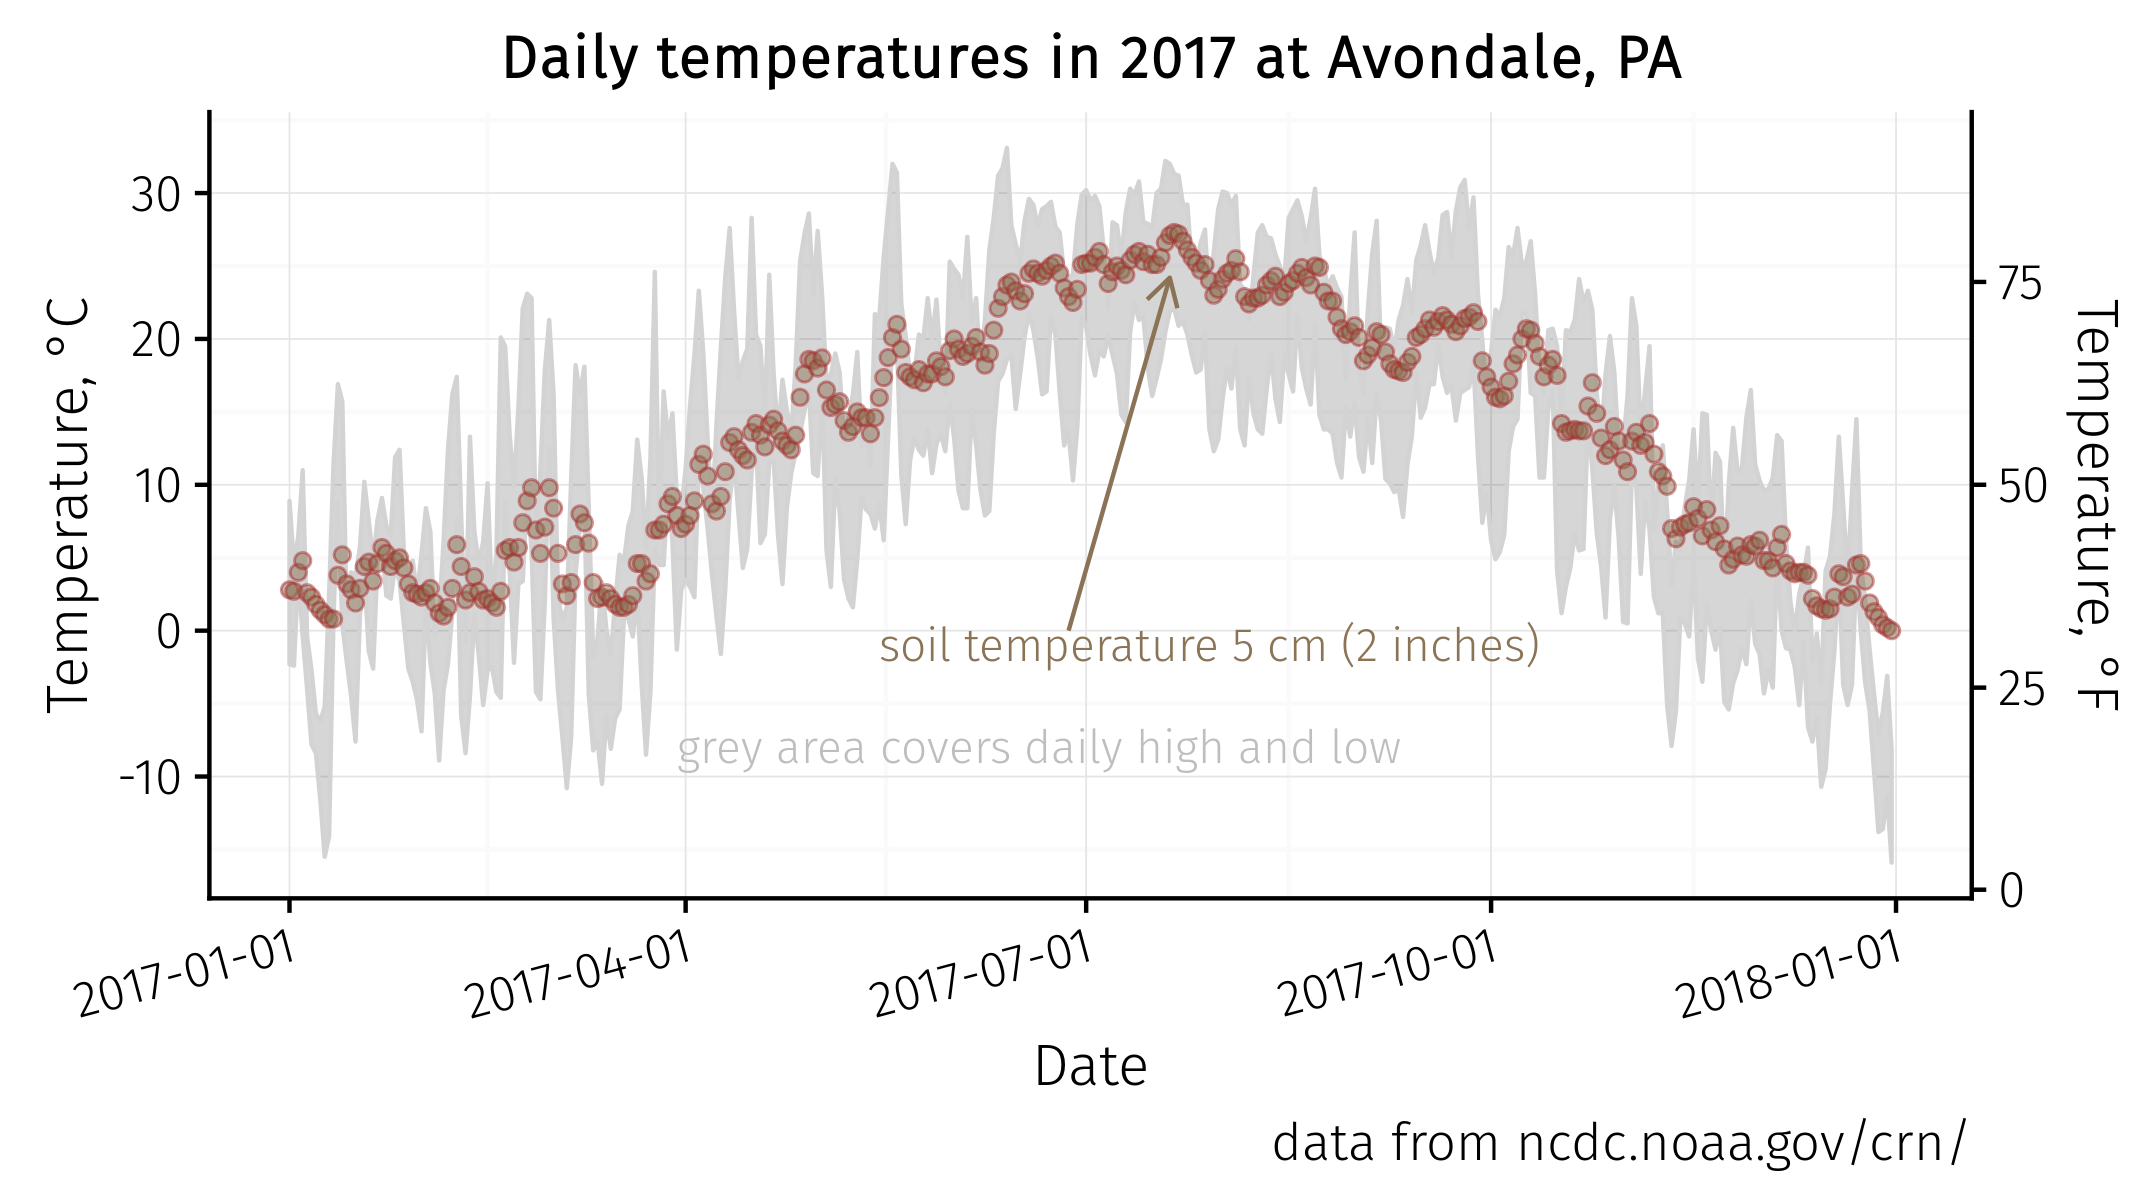 Daily temperatures in 2017 at Avondale, PA
Temperature, °C
30
20
10
0
-10
75
50
25
0
Temperature, °F
soil temperature 5 cm (2 inches)
grey area covers daily high and low
2017-01-01
2017-04-01
2017-07-01
2017-10-01
2018-01-01
Date
data from ncdc.noaa.gov/crn/